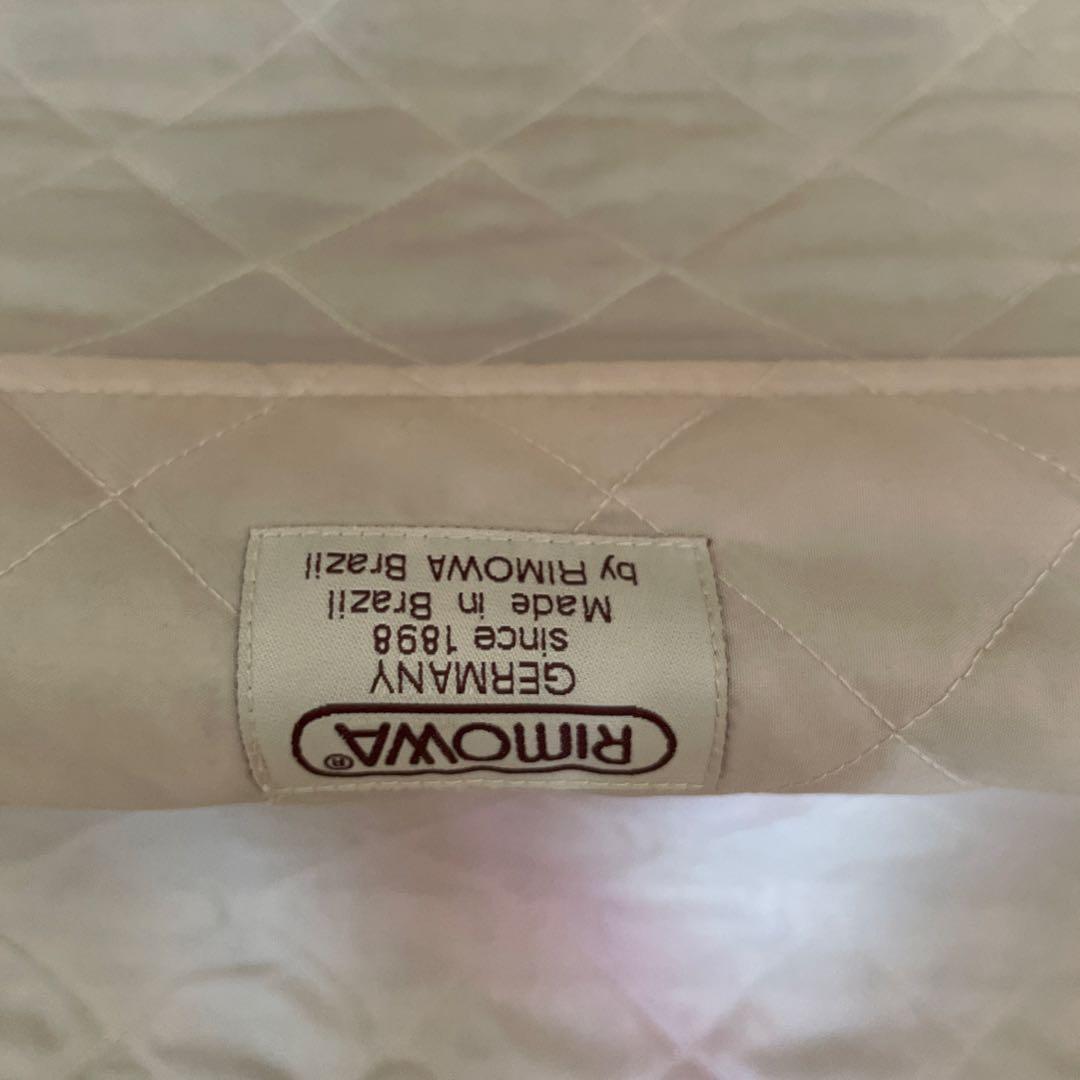 RIMOWA®
GERMANY
since 1898
Made in Brazil
by RIMOWA Brazil